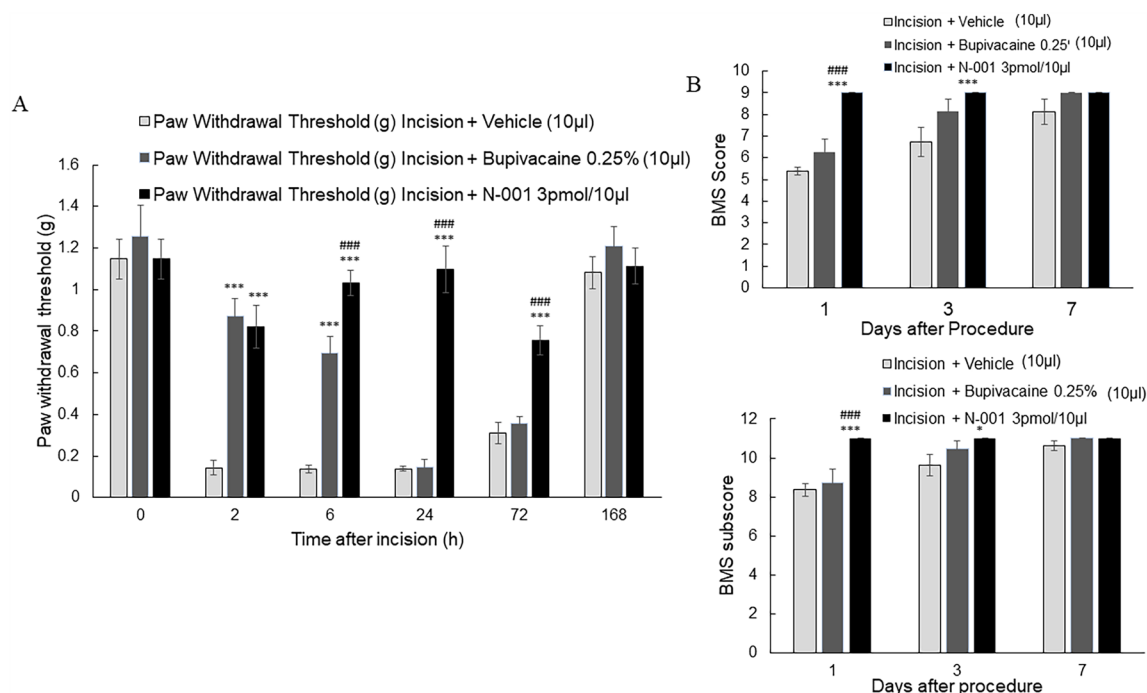 A
Paw Withdrawal Threshold (g) Incision + Vehicle (10µl)
Paw Withdrawal Threshold (g) Incision + Bupivacaine 0.25% (10µl)
Paw Withdrawal Threshold (g) Incision + N-001 3pmol/10µl
Paw withdrawal threshold (g)
1.6
1.4
1.2
1
0.8
0.6
0.4
0.2
0
*** ***
***
###
***
###
***
###
***
0 2 6 24 72 168
Time after incision (h)
B
Incision + Vehicle (10µl)
Incision + Bupivacaine 0.25' (10µl)
Incision + N-001 3pmol/10µl
BMS Score
10
9
8
7
6
5
4
3
2
1
0
###
***
***
1 3 7
Days after Procedure
Incision + Vehicle (10µl)
Incision + Bupivacaine 0.25% (10µl)
Incision + N-001 3pmol/10µl
BMS subscore
12
10
8
6
4
2
0
###
***
*
1 3 7
Days after procedure